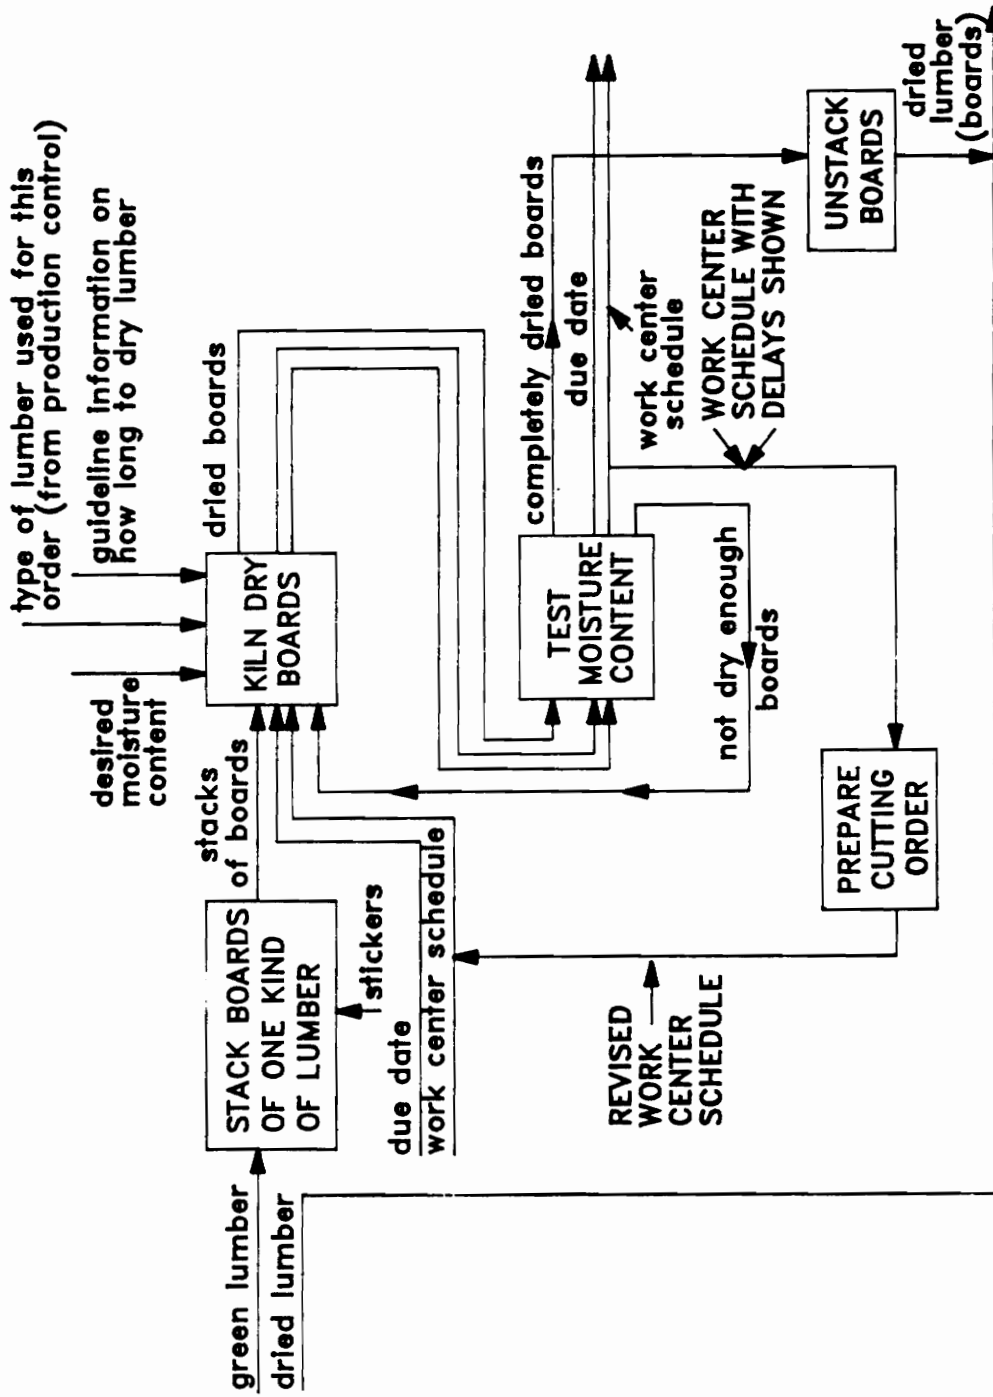 type of lumber used for this
order (from production control)
guideline information on
how long to dry lumber
desired
moisture
content
green lumber
dried lumber
STACK BOARDS
OF ONE KIND
OF LUMBER
stickers
stacks
of boards
KILN DRY
BOARDS
dried boards
due date
work center schedule
TEST
MOISTURE
CONTENT
completely dried boards
due date
work center
schedule
WORK CENTER
SCHEDULE WITH
DELAYS SHOWN
not dry enough
boards
REVISED
WORK
CENTER
SCHEDULE
PREPARE
CUTTING
ORDER
UNSTACK
BOARDS
dried
lumber
(boards)